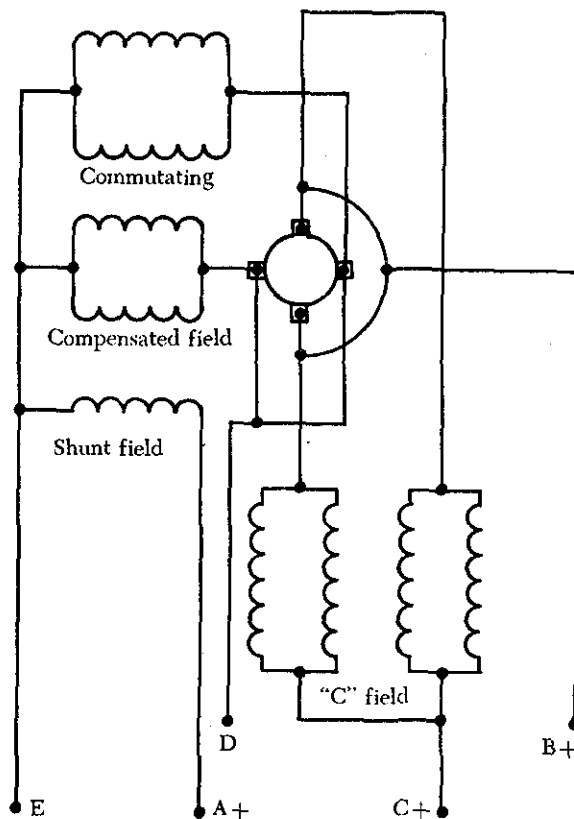 Commutating
Compensated field
Shunt field
"C" field
D
B+
E
A+
C+